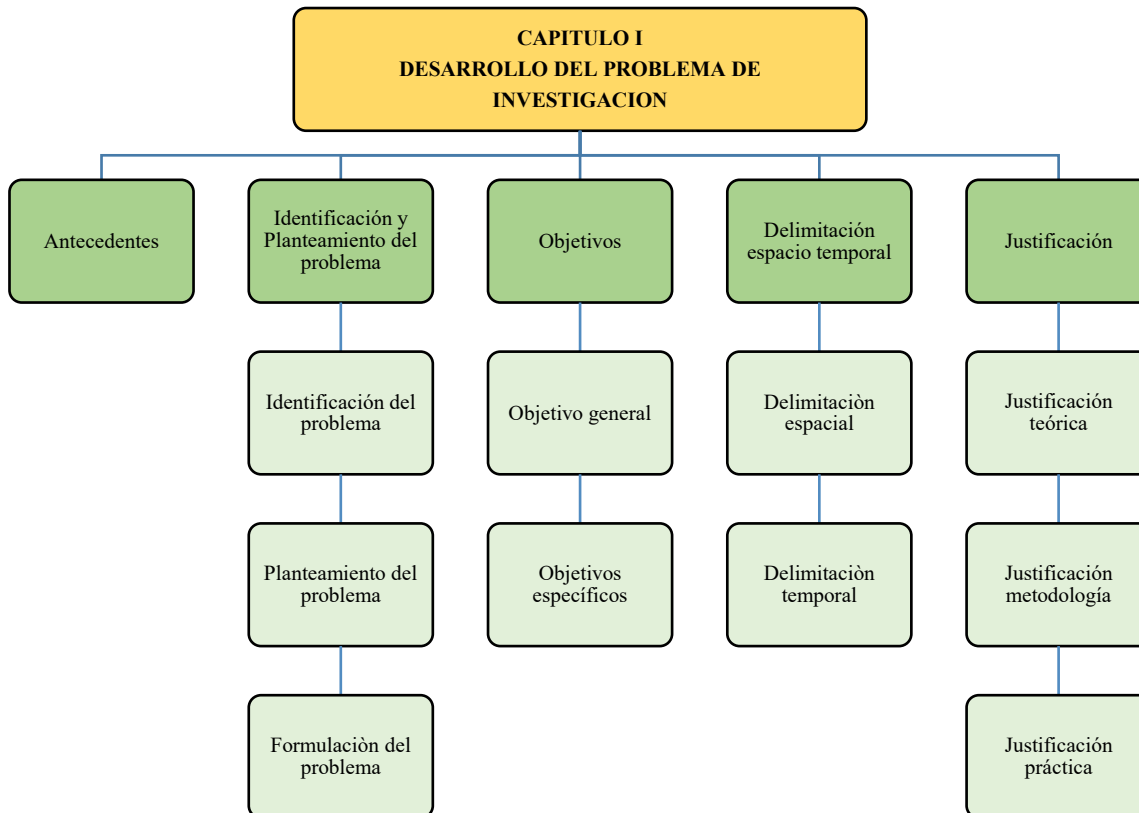 CAPITULO I
DESARROLLO DEL PROBLEMA DE
INVESTIGACION
Antecedentes
Identificación y
Planteamiento del
problema
Objetivos
Delimitación
espacio temporal
Justificación
Identificación del
problema
Objetivo general
Delimitaciòn
espacial
Justificación
teórica
Planteamiento del
problema
Objetivos
específicos
Delimitaciòn
temporal
Justificación
metodología
Formulaciòn del
problema
Justificación
práctica